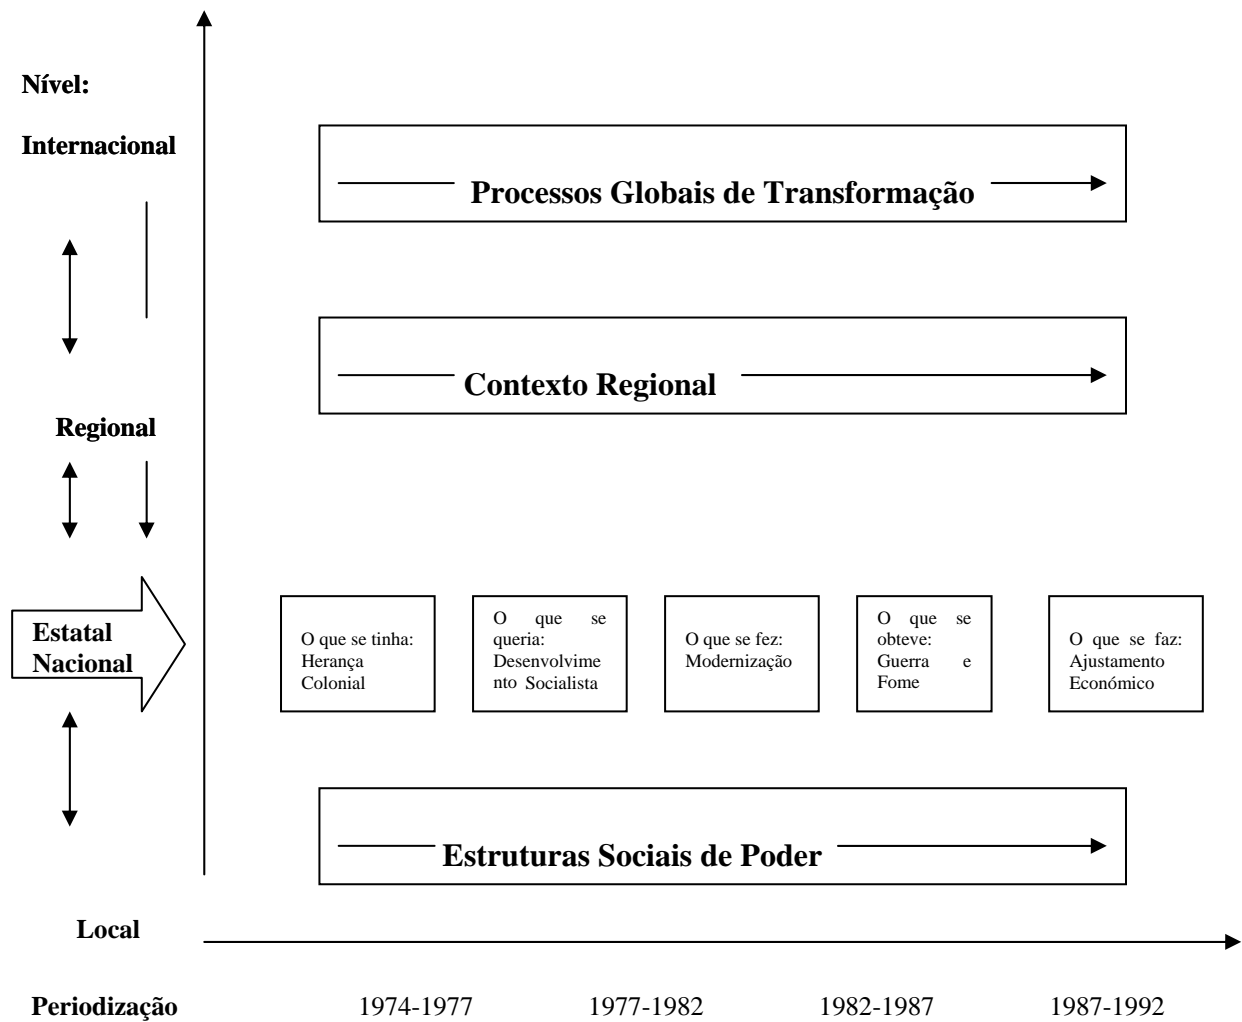 Nível:
Internacional
Processos Globais de Transformação
Contexto Regional
Regional
Estatal
Nacional
O que se tinha:
Herança
Colonial
O que se
queria:
Desenvolvime
nto Socialista
O que se fez:
Modernização
O que se
obteve:
Guerra e
Fome
O que se faz:
Ajustamento
Económico
Estruturas Sociais de Poder
Local
Periodização 1974-1977 1977-1982 1982-1987 1987-1992